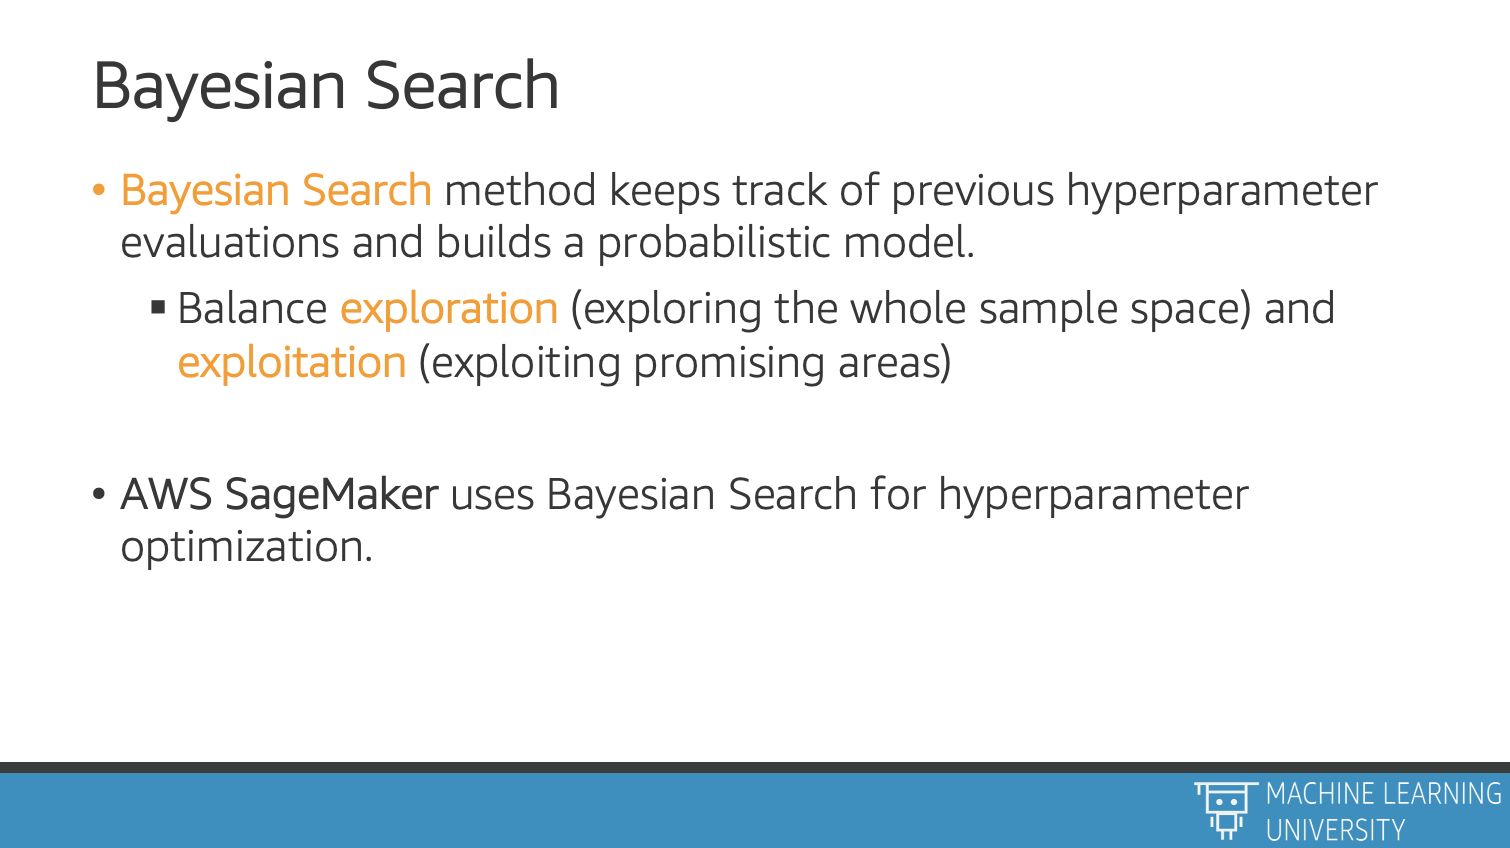 Bayesian Search
• Bayesian Search method keeps track of previous hyperparameter
evaluations and builds a probabilistic model.
▪ Balance exploration (exploring the whole sample space) and
exploitation (exploiting promising areas)
• AWS SageMaker uses Bayesian Search for hyperparameter
optimization.
MACHINE LEARNING
UNIVERSITY